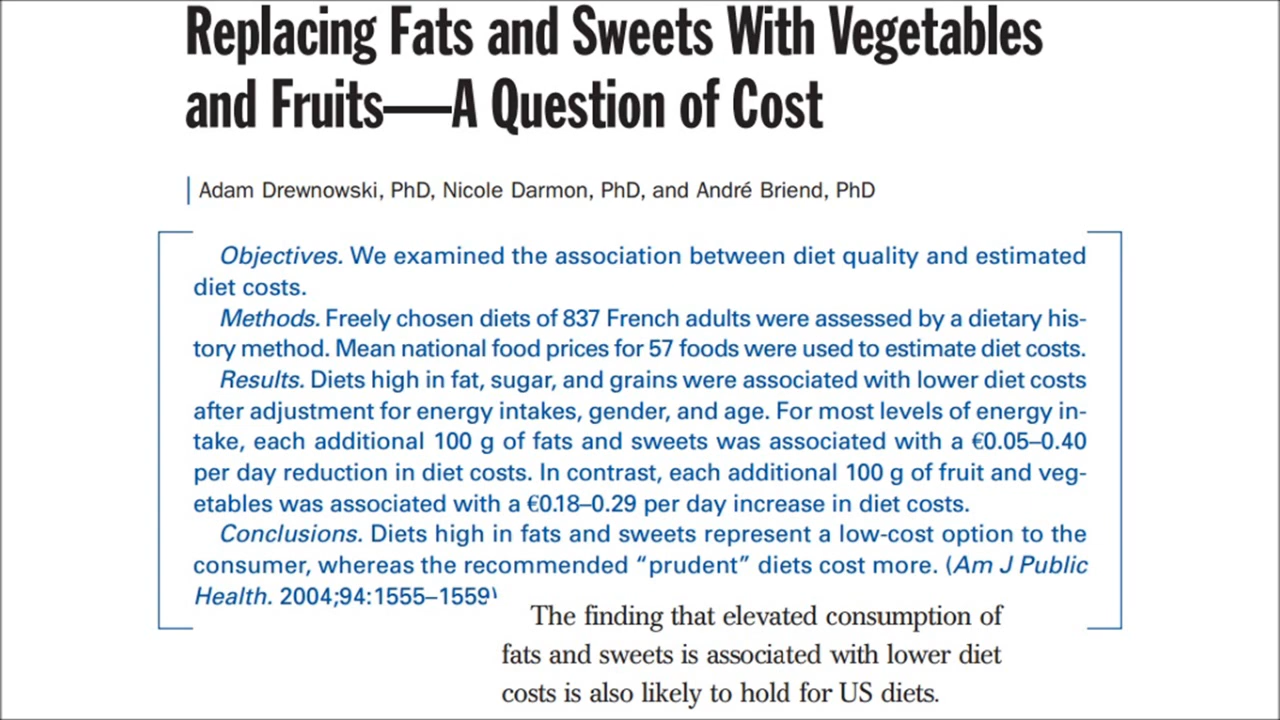 Replacing Fats and Sweets With Vegetables
and Fruits—A Question of Cost
Adam Drewnowski, PhD, Nicole Darmon, PhD, and André Briend, PhD
Objectives. We examined the association between diet quality and estimated
diet costs.
Methods. Freely chosen diets of 837 French adults were assessed by a dietary his-
tory method. Mean national food prices for 57 foods were used to estimate diet costs.
Results. Diets high in fat, sugar, and grains were associated with lower diet costs
after adjustment for energy intakes, gender, and age. For most levels of energy in-
take, each additional 100 g of fats and sweets was associated with a €0.05–0.40
per day reduction in diet costs. In contrast, each additional 100 g of fruit and veg-
etables was associated with a €0.18–0.29 per day increase in diet costs.
Conclusions. Diets high in fats and sweets represent a low-cost option to the
consumer, whereas the recommended “prudent” diets cost more. (Am J Public
Health. 2004;94:1555–1559)
The finding that elevated consumption of
fats and sweets is associated with lower diet
costs is also likely to hold for US diets.